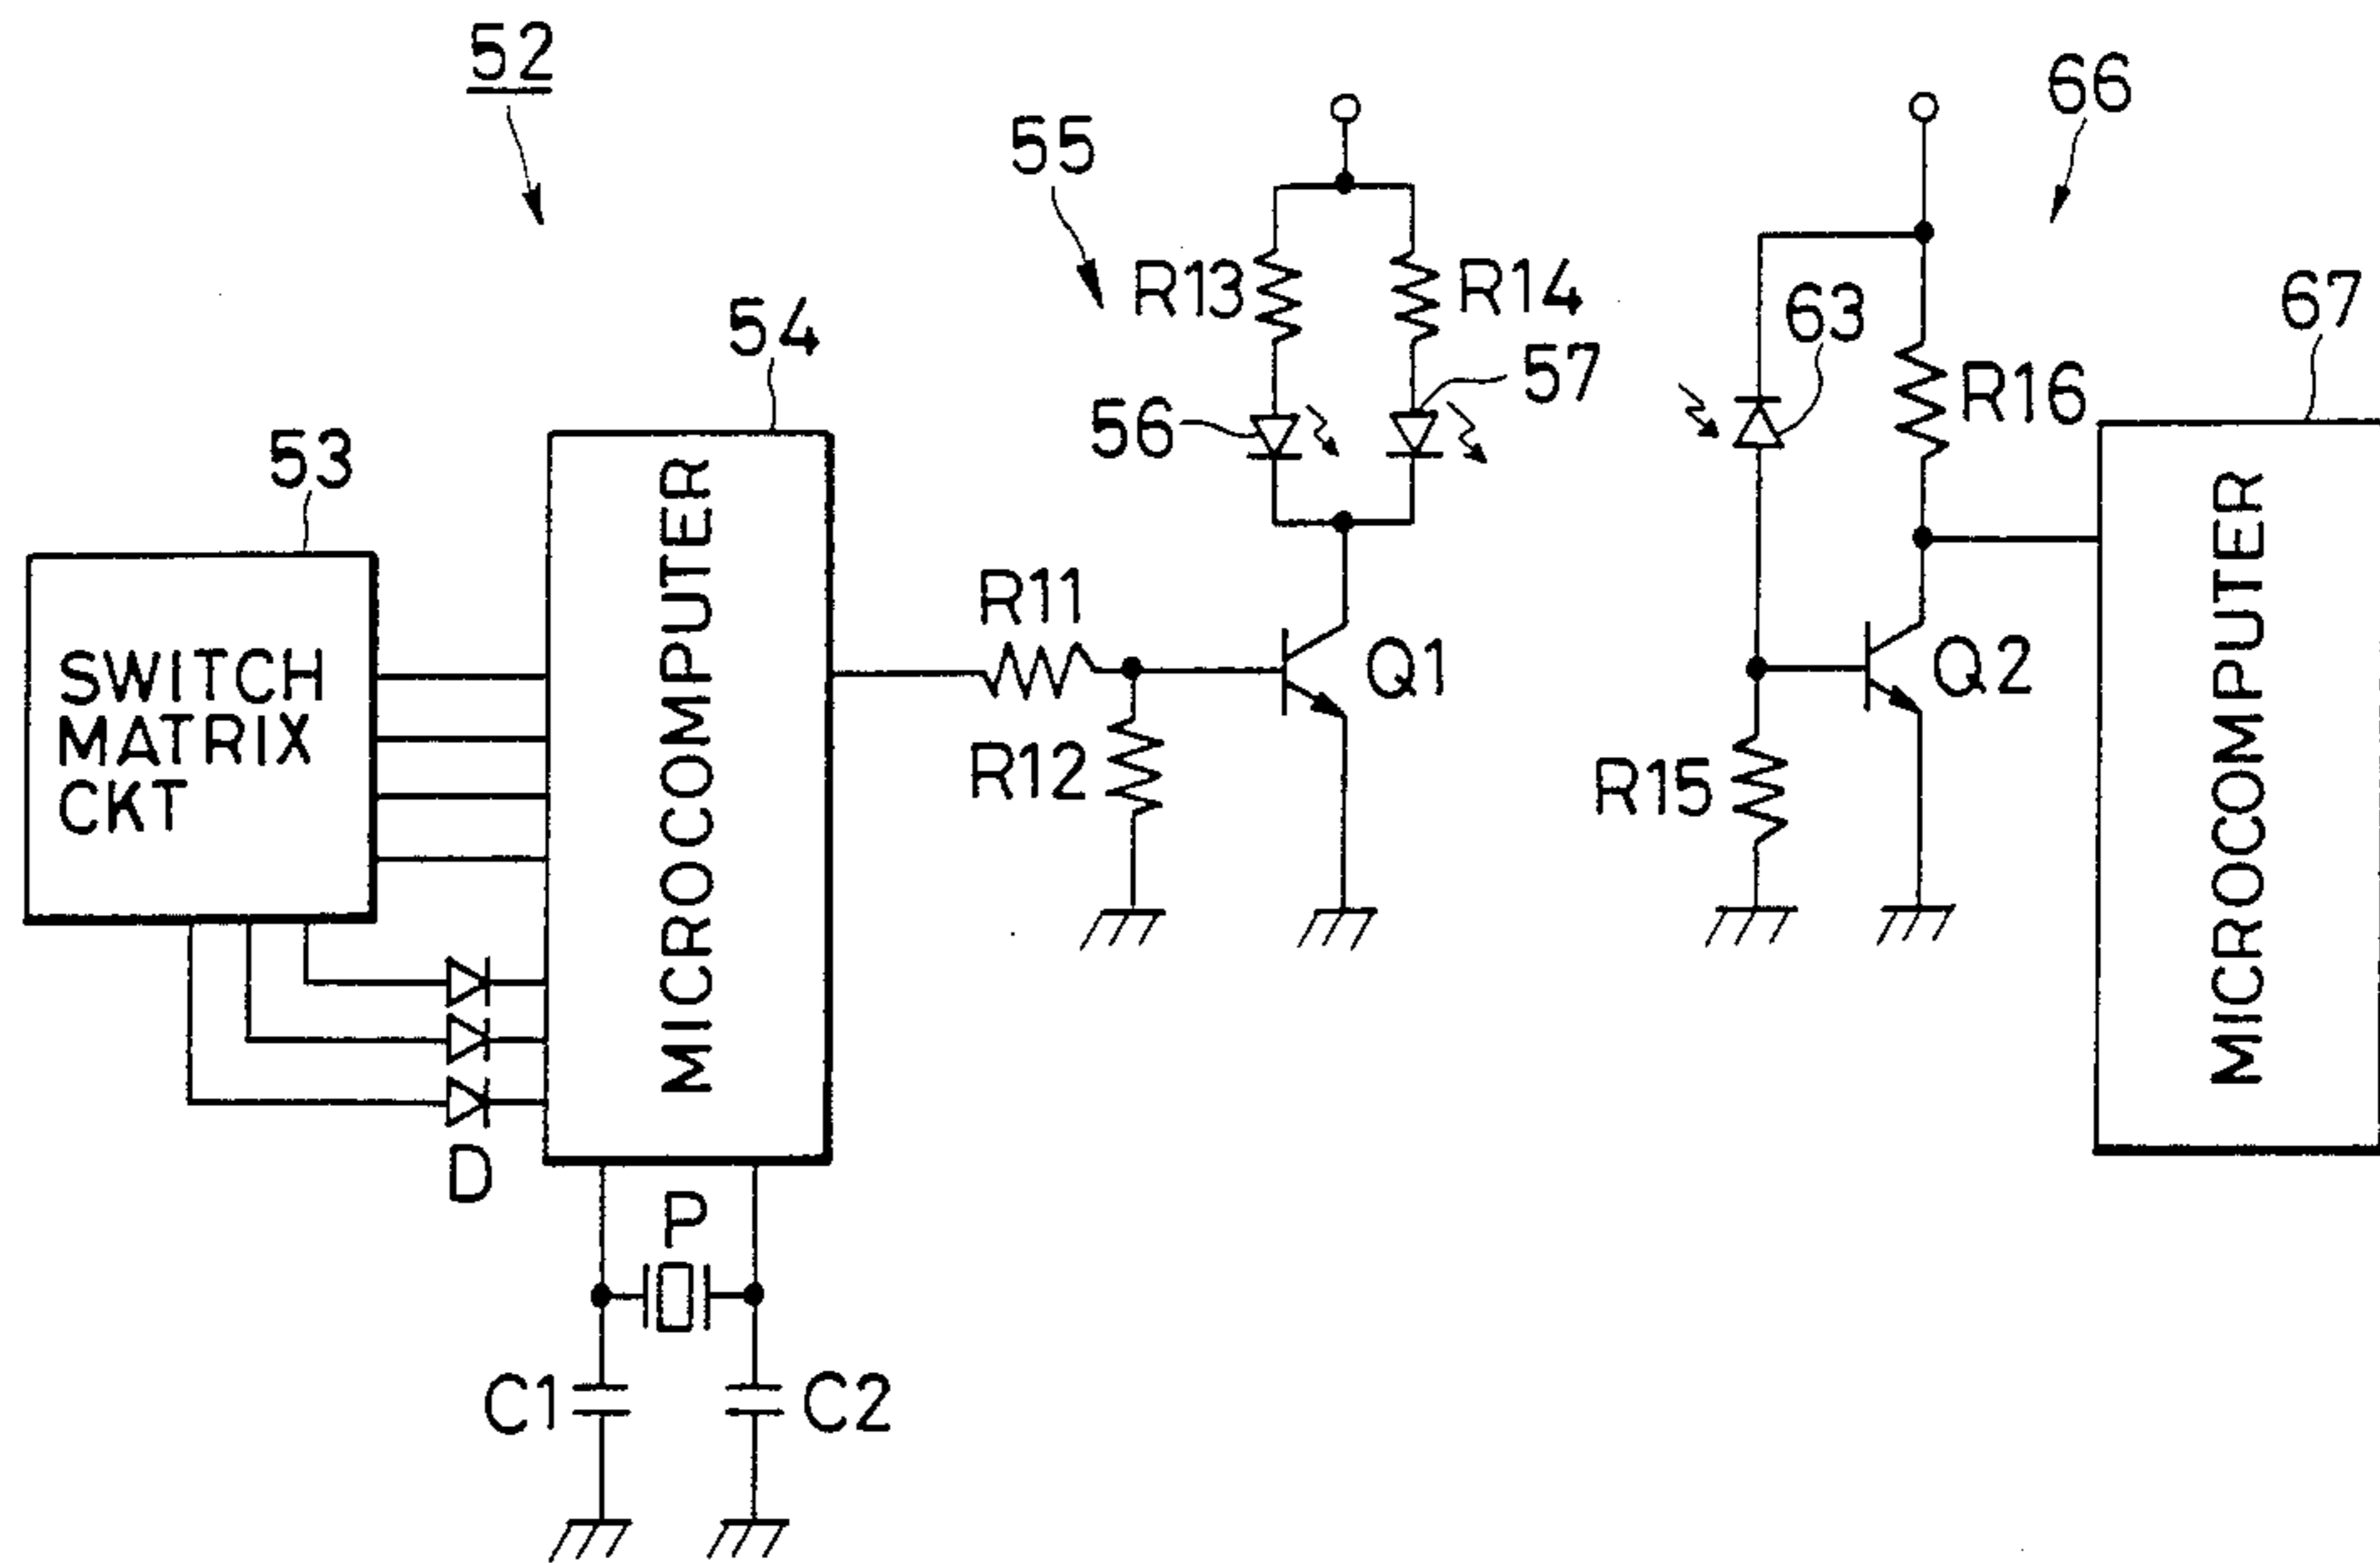 52
55
66
R13
R14
63
67
54
57
R16
56
53
SWITCH
MATRIX
CKT
MICROCOMPUTER
R11
Q1
Q2
R12
R15
MICROCOMPUTER
D
P
C1
C2